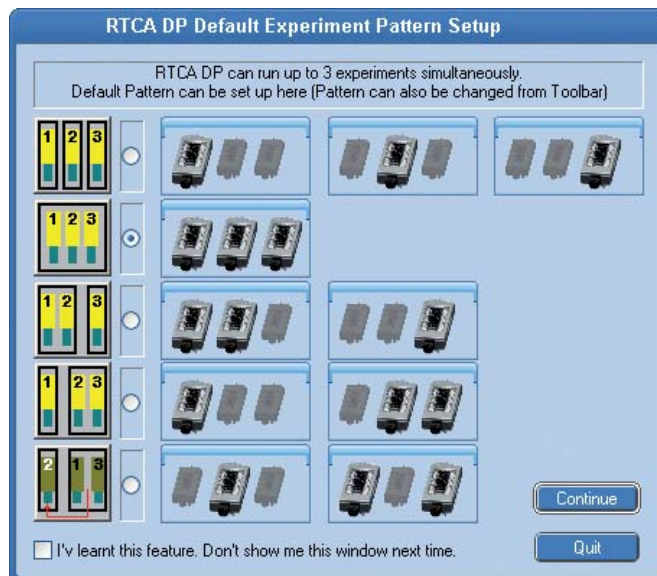 RTCA DP Default Experiment Pattern Setup
RTCA DP can run up to 3 experiments simultaneously.
Default Pattern can be set up here (Pattern can also be changed from Toolbar)
1 2 3
1 2 3
1 2 3
1 2 3
2 1 3
Continue
I'v learnt this feature. Don't show me this window next time.
Quit